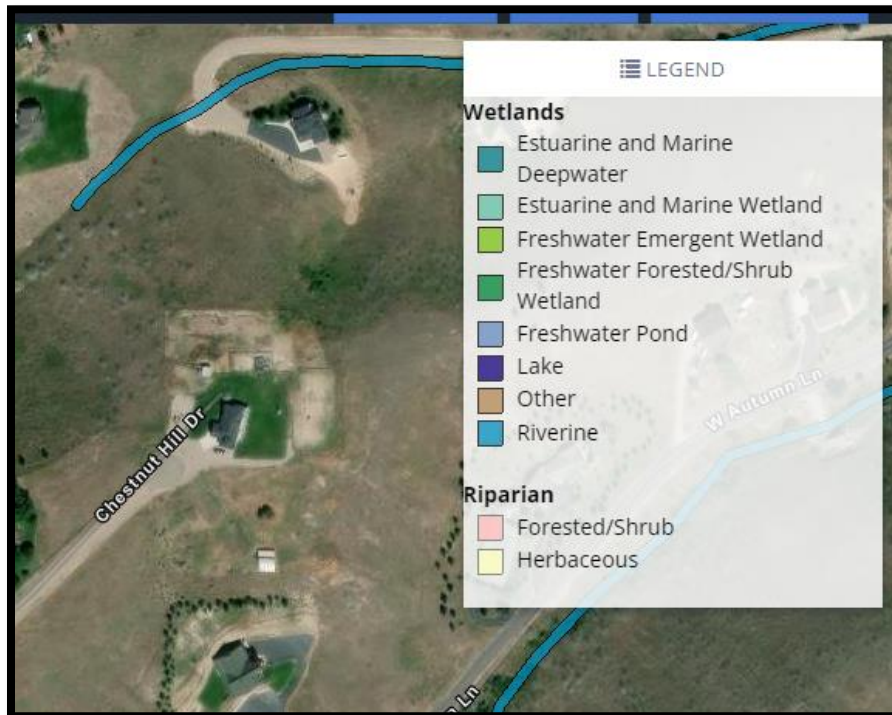 LEGEND
Wetlands
Estuarine and Marine
Deepwater
Estuarine and Marine Wetland
Freshwater Emergent Wetland
Freshwater Forested/Shrub
Wetland
Freshwater Pond
Lake
Other
Riverine
Riparian
Forested/Shrub
Herbaceous
W Autumn Ln
Chestnut Hill Dr
Ln